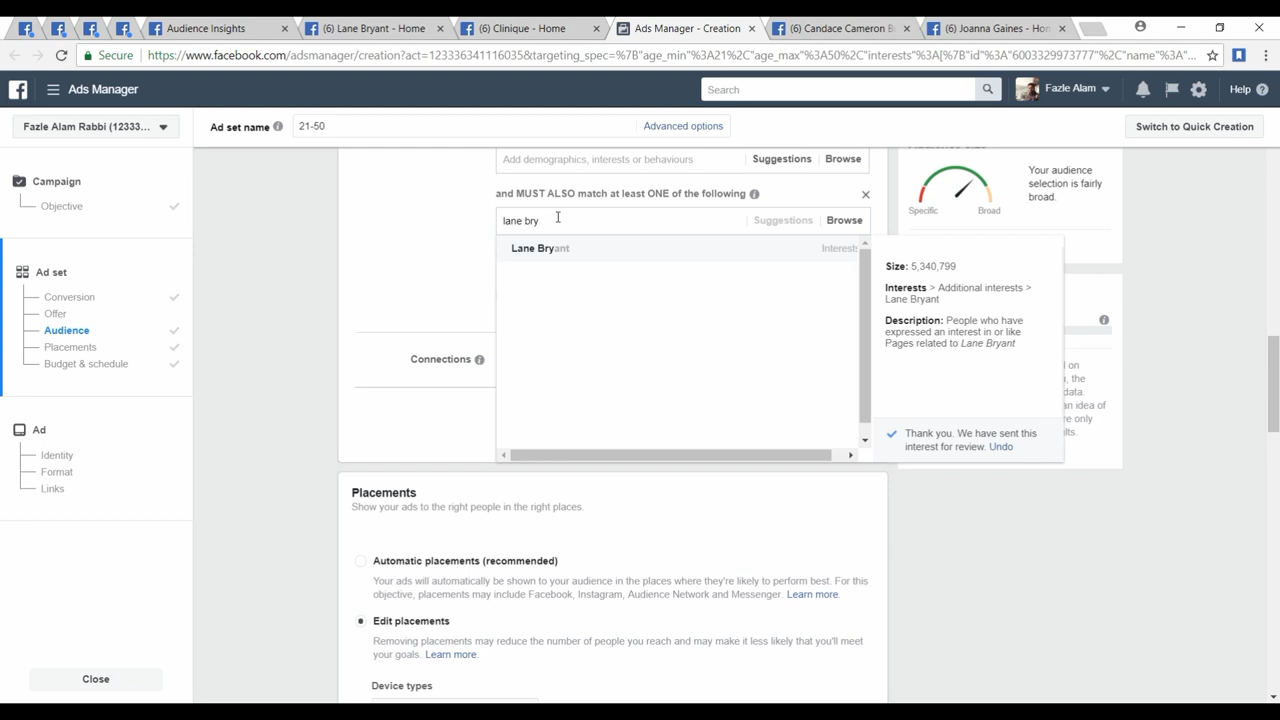 Audience Insights
(6) Lane Bryant - Home
(6) Clinique - Home
Ads Manager - Creation
(6) Candace Cameron B
(6) Joanna Gaines - Hom
Secure
https://www.facebook.com/adsmanager/creation?act=123336341116035&targeting_spec=%7B"age_min"%3A21%2C"age_max"%3A50%2C"interests"%3A[%7B"id"%3A"6003329973777"%2C"name"%3A"...
Ads Manager
Search
Fazle Alam
Help
Fazle Alam Rabbi (12333...
Ad set name
21-50
Advanced options
Switch to Quick Creation
Campaign
Objective
Ad set
Conversion
Offer
Audience
Placements
Budget & schedule
Ad
Identity
Format
Links
Close
Add demographics, interests or behaviours
Suggestions
Browse
and MUST ALSO match at least ONE of the following
lane bry
Suggestions
Browse
Lane Bryant
Interests
Size: 5,340,799
Interests > Additional interests >
Lane Bryant
Description: People who have
expressed an interest in or like
Pages related to Lane Bryant
Thank you. We have sent this
interest for review. Undo
Connections
Specific
Broad
Your audience
selection is fairly
broad.
d on
, the
data.
an idea of
re only
ults.
Placements
Show your ads to the right people in the right places.
Automatic placements (recommended)
Your ads will automatically be shown to your audience in the places where they're likely to perform best. For this
objective, placements may include Facebook, Instagram, Audience Network and Messenger. Learn more.
Edit placements
Removing placements may reduce the number of people you reach and may make it less likely that you'll meet
your goals. Learn more.
Device types